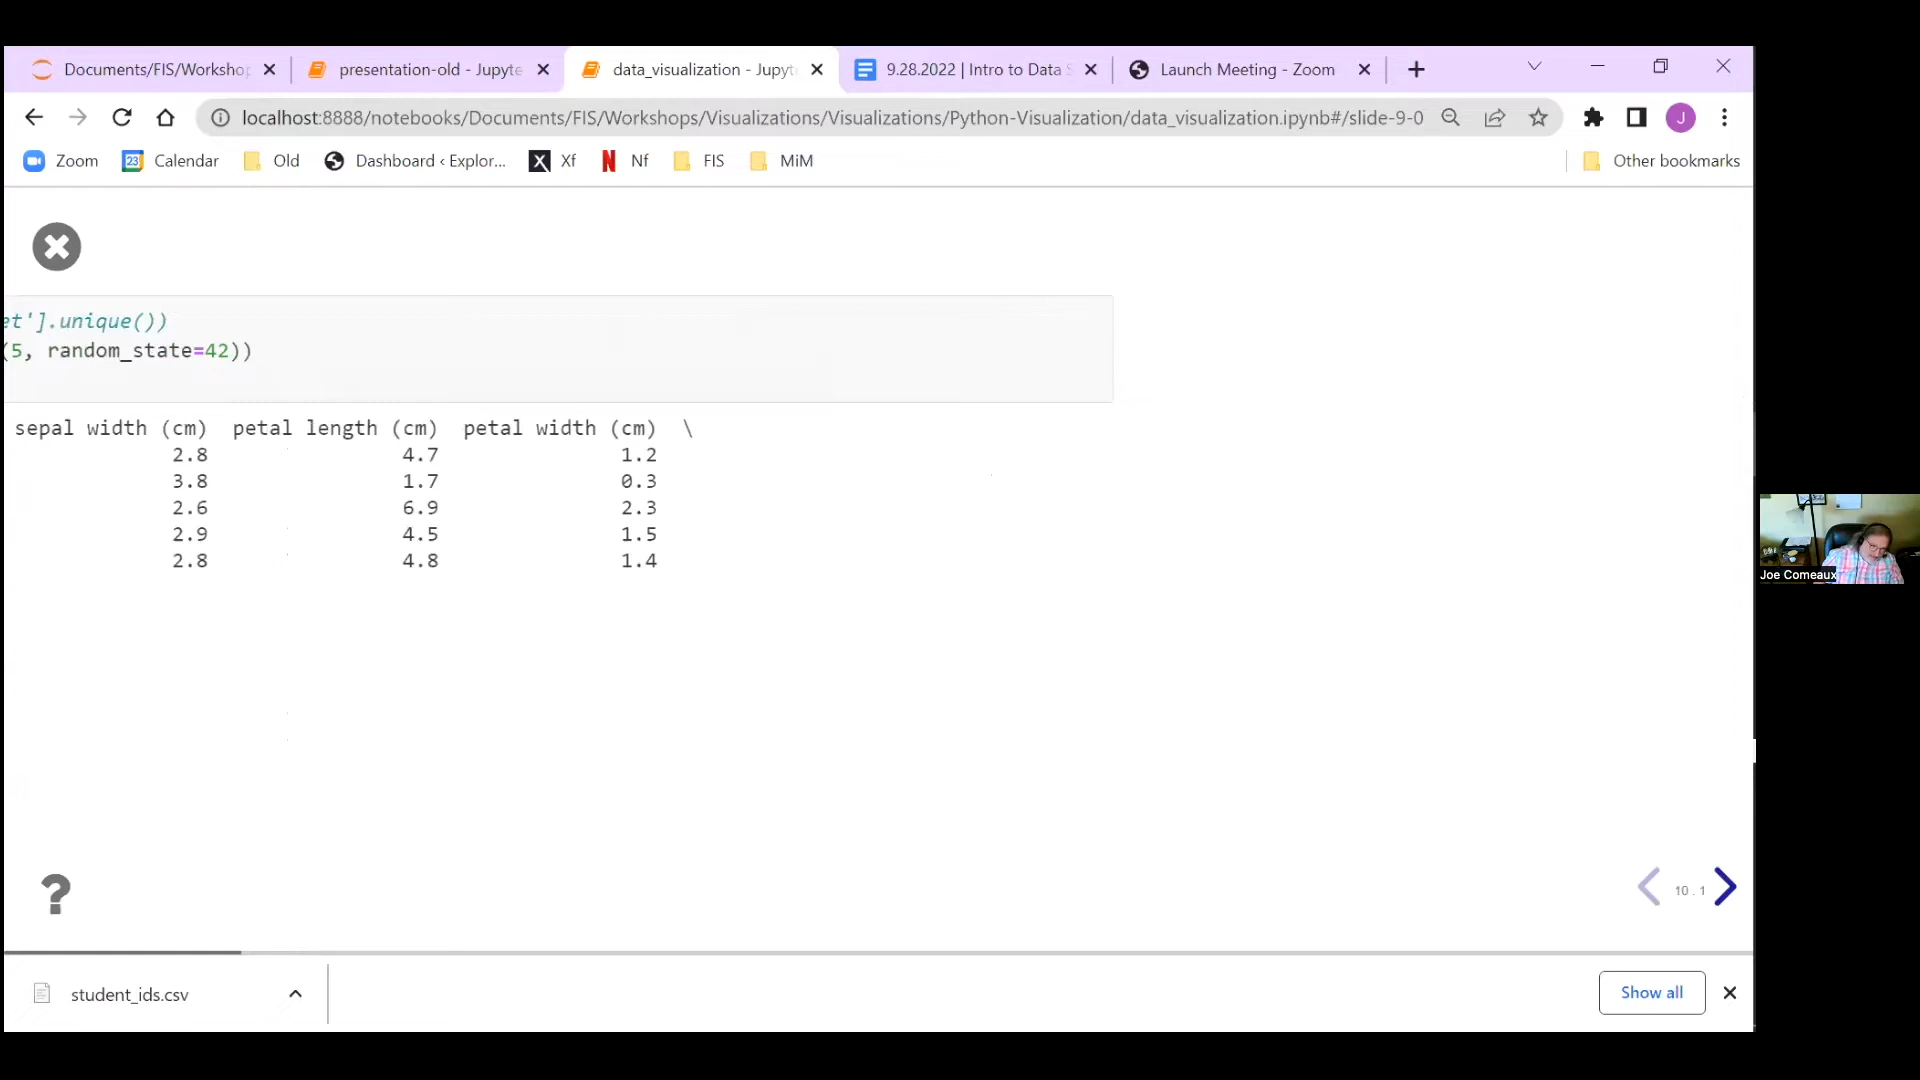 Documents/FIS/Workshop
presentation-old - Jupyte
data_visualization - Jupyt
9.28.2022 | Intro to Data S
Launch Meeting - Zoom
localhost:8888/notebooks/Documents/FIS/Workshops/Visualizations/Visualizations/Python-Visualization/data_visualization.ipynb#/slide-9-0
J
Zoom
23
Calendar
Old
Dashboard ‹ Explor...
X
Xf
N
Nf
FIS
MiM
Other bookmarks
et'].unique())
(5, random_state=42))
sepal width (cm) petal length (cm) petal width (cm) \
2.8 4.7 1.2
3.8 1.7 0.3
2.6 6.9 2.3
2.9 4.5 1.5
2.8 4.8 1.4
Joe Comeaux
?
10 . 1
student_ids.csv
Show all